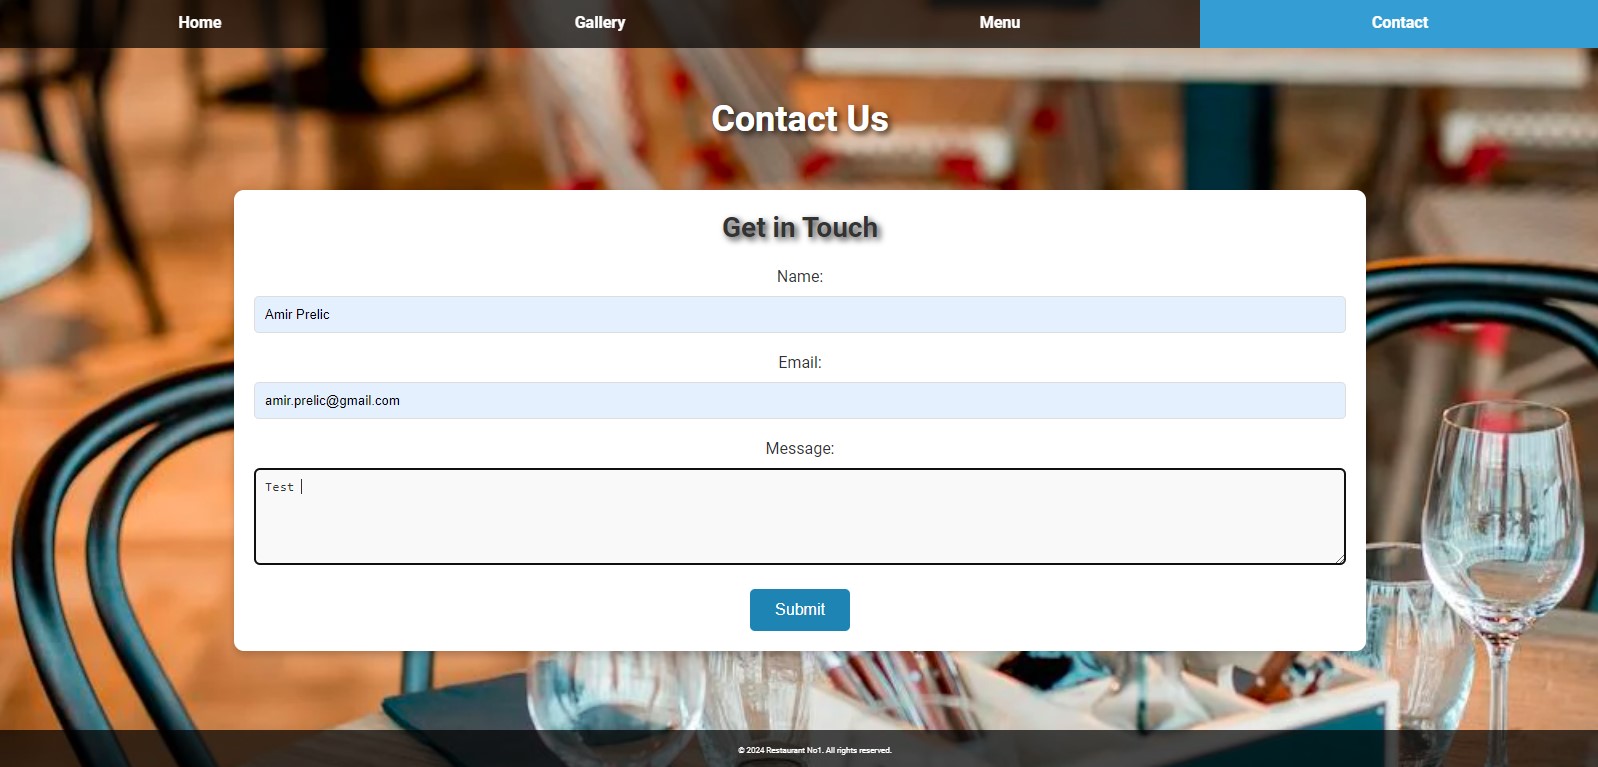 Home Gallery Menu Contact
Contact Us
Get in Touch
Name:
Amir Prelic
Email:
amir.prelic@gmail.com
Message:
Test
Submit
© 2024 Restaurant No1. All rights reserved.